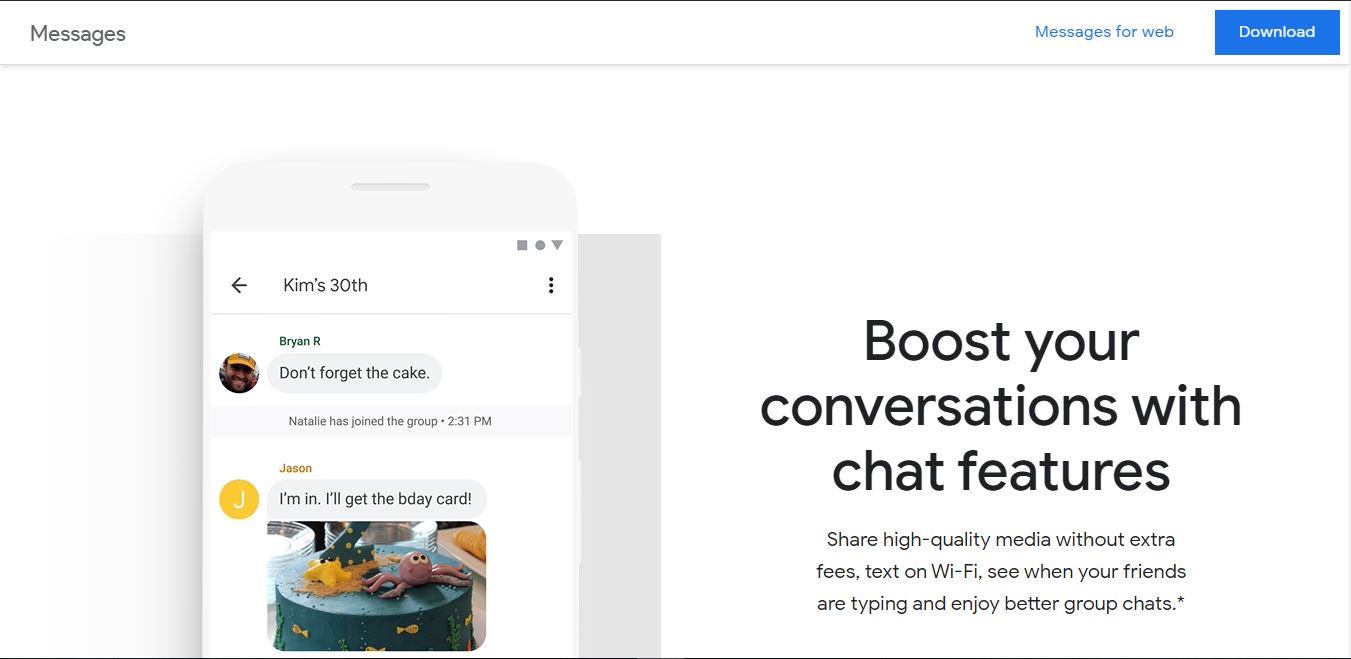 Messages
Messages for web
Download
Kim’s 30th
Bryan R
Don’t forget the cake.
Natalie has joined the group • 2:31 PM
Jason
J
I’m in. I’ll get the bday card!
Boost your
conversations with
chat features
Share high-quality media without extra
fees, text on Wi-Fi, see when your friends
are typing and enjoy better group chats.*